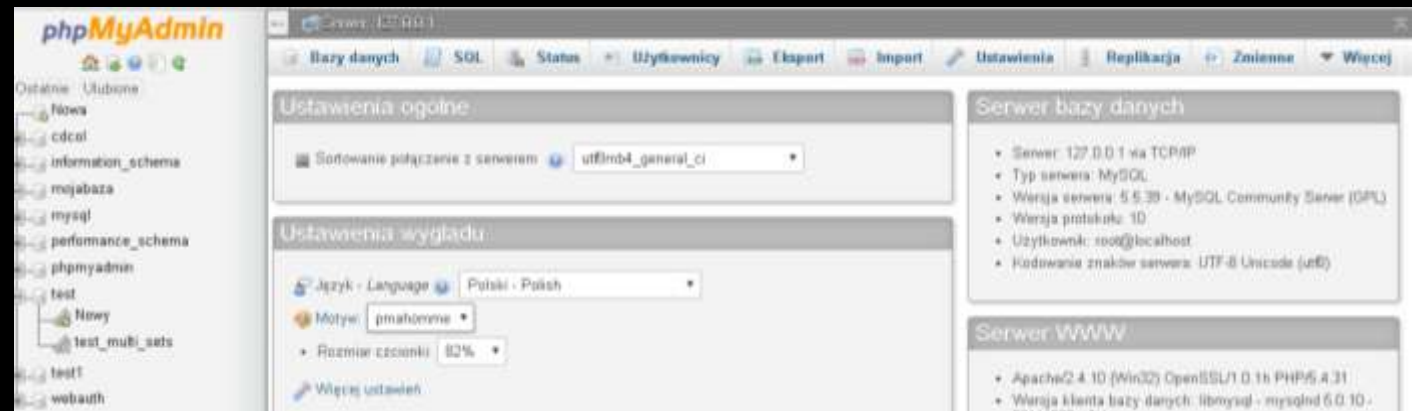 phpMyAdmin
Serwer: 127.0.0.1
Bazy danych SQL Status Użytkownicy Eksport Import Ustawienia Replikacja Zmienne Więcej
Ostatnie Ulubione
Nowa
cdcol
information_schema
mojabaza
mysql
performance_schema
phpmyadmin
test
Nowy
test_multi_sets
test1
webauth
Ustawienia ogólne
Sortowanie połączenie z serwerem utf8mb4_general_ci
Ustawienia wyglądu
Język - Language Polski - Polish
Motyw: pmahomme
Rozmiar czcionki: 82%
Więcej ustawień
Serwer bazy danych
Serwer: 127.0.0.1 via TCP/IP
Typ serwera: MySQL
Wersja serwera: 5.5.39 - MySQL Community Server (GPL)
Wersja protokołu: 10
Użytkownik: root@localhost
Kodowanie znaków serwera: UTF-8 Unicode (utf8)
Serwer WWW
Apache/2.4.10 (Win32) OpenSSL/1.0.1h PHP/5.4.31
Wersja klienta bazy danych: libmysql - mysqlnd 5.0.10 -